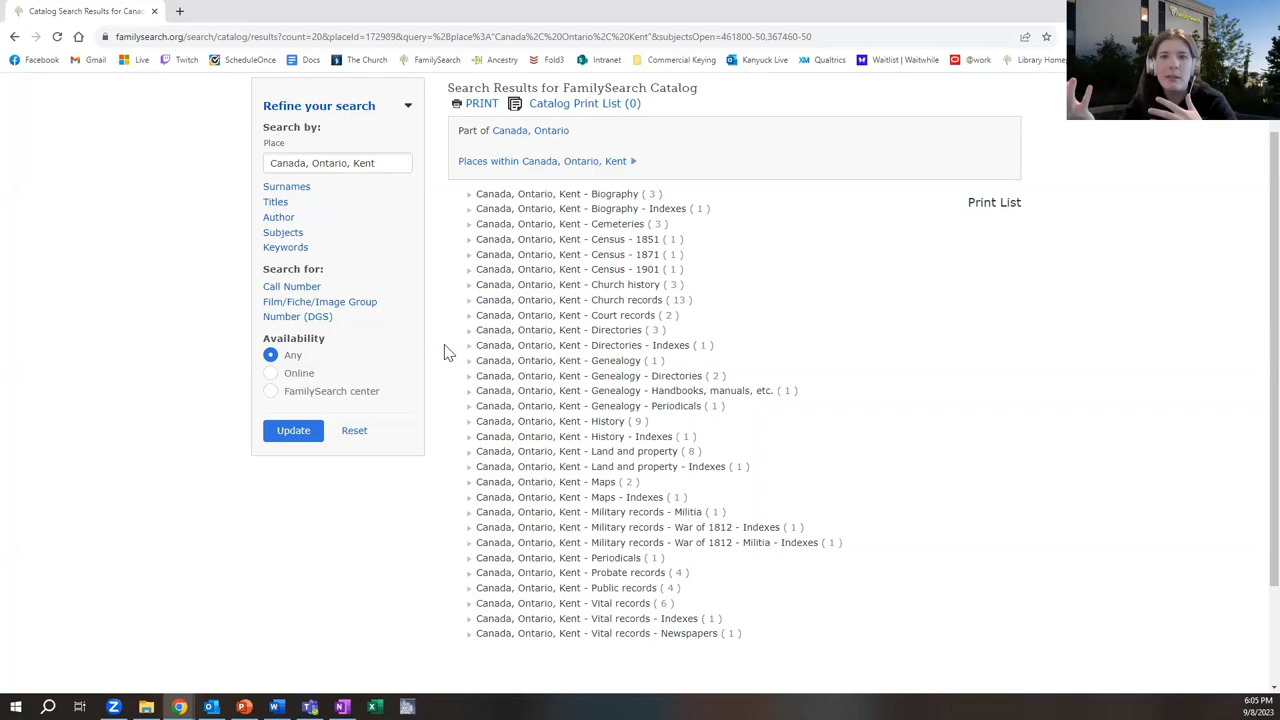 Catalog Search Results for Cana
familysearch.org/search/catalog/results?count=20&placeId=172989&query=%2Bplace%3A"Canada%2C%20Ontario%2C%20Kent"&subjectsOpen=461800-50,367460-50
Facebook Gmail Live Twitch ScheduleOnce Docs The Church FamilySearch Ancestry Fold3 Intranet Commercial Keying Kanyuck Live Qualtrics Waitlist | Waitwhile @work Library Home
FamilySearch
Refine your search
Search by:
Place
Canada, Ontario, Kent
Surnames
Titles
Author
Subjects
Keywords
Search for:
Call Number
Film/Fiche/Image Group
Number (DGS)
Availability
Any
Online
FamilySearch center
Update Reset
Search Results for FamilySearch Catalog
PRINT Catalog Print List (0)
Part of Canada, Ontario
Places within Canada, Ontario, Kent
Canada, Ontario, Kent - Biography ( 3 )
Canada, Ontario, Kent - Biography - Indexes ( 1 )
Canada, Ontario, Kent - Cemeteries ( 3 )
Canada, Ontario, Kent - Census - 1851 ( 1 )
Canada, Ontario, Kent - Census - 1871 ( 1 )
Canada, Ontario, Kent - Census - 1901 ( 1 )
Canada, Ontario, Kent - Church history ( 3 )
Canada, Ontario, Kent - Church records ( 13 )
Canada, Ontario, Kent - Court records ( 2 )
Canada, Ontario, Kent - Directories ( 3 )
Canada, Ontario, Kent - Directories - Indexes ( 1 )
Canada, Ontario, Kent - Genealogy ( 1 )
Canada, Ontario, Kent - Genealogy - Directories ( 2 )
Canada, Ontario, Kent - Genealogy - Handbooks, manuals, etc. ( 1 )
Canada, Ontario, Kent - Genealogy - Periodicals ( 1 )
Canada, Ontario, Kent - History ( 9 )
Canada, Ontario, Kent - History - Indexes ( 1 )
Canada, Ontario, Kent - Land and property ( 8 )
Canada, Ontario, Kent - Land and property - Indexes ( 1 )
Canada, Ontario, Kent - Maps ( 2 )
Canada, Ontario, Kent - Maps - Indexes ( 1 )
Canada, Ontario, Kent - Military records - Militia ( 1 )
Canada, Ontario, Kent - Military records - War of 1812 - Indexes ( 1 )
Canada, Ontario, Kent - Military records - War of 1812 - Militia - Indexes ( 1 )
Canada, Ontario, Kent - Periodicals ( 1 )
Canada, Ontario, Kent - Probate records ( 4 )
Canada, Ontario, Kent - Public records ( 4 )
Canada, Ontario, Kent - Vital records ( 6 )
Canada, Ontario, Kent - Vital records - Indexes ( 1 )
Canada, Ontario, Kent - Vital records - Newspapers ( 1 )
Print List
6:05 PM
9/8/2023